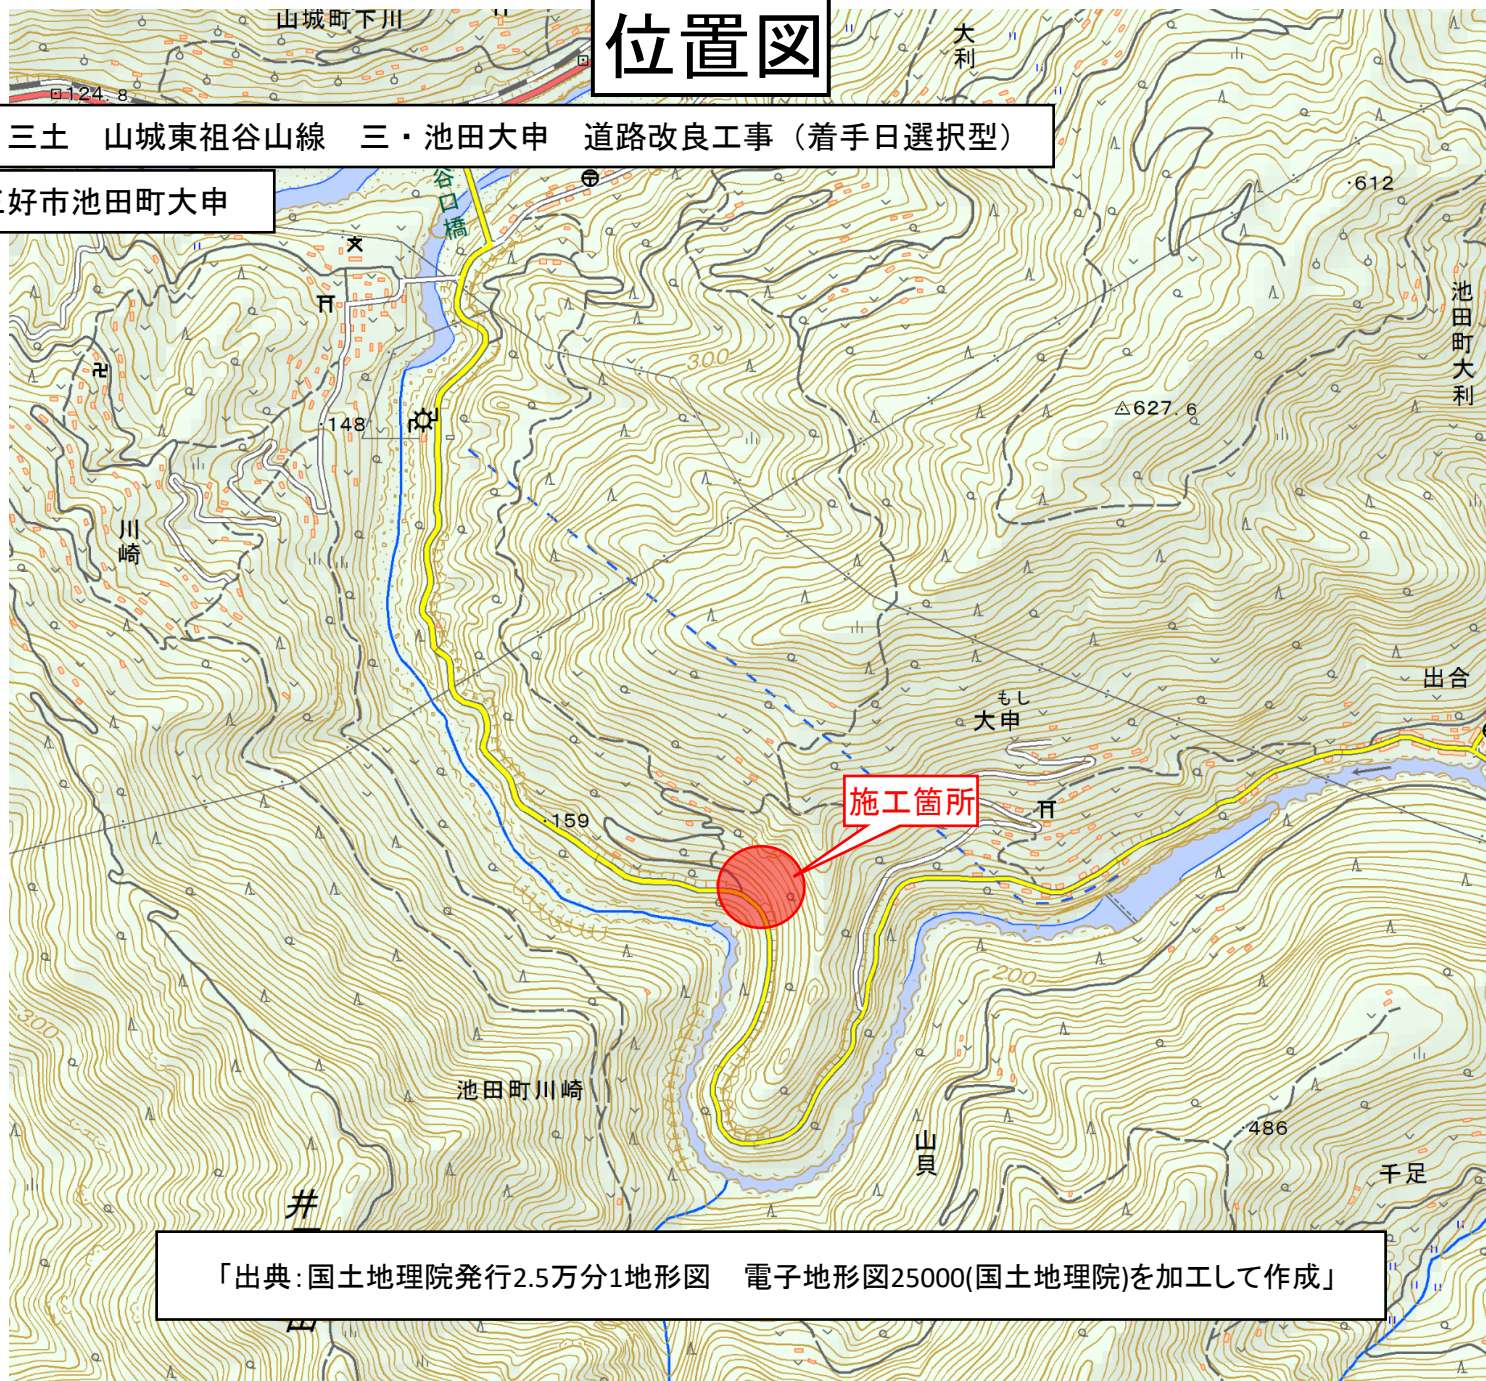 位置図
山城町下川
大利
124.8
三土　山城東祖谷山線　三・池田大申　道路改良工事（着手日選択型）
好市池田町大申
谷口橋
612
池田町大利
300
627.6
148
川崎
出合
もし
大申
施工箇所
159
200
300
池田町川崎
山貝
486
千足
井
「出典：国土地理院発行2.5万分1地形図　電子地形図25000(国土地理院)を加工して作成」